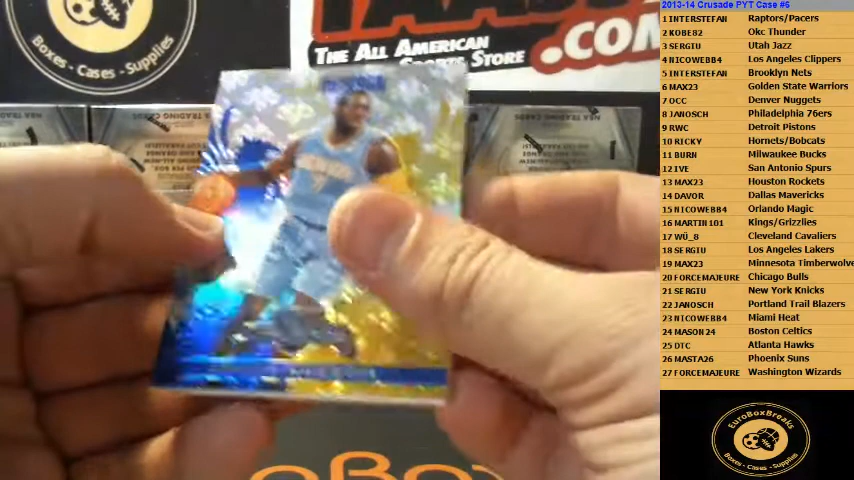 2013-14 Crusade PYT Case #6
1 INTERSTEFAN Raptors/Pacers
2 KOBE82 Okc Thunder
3 SERGIU Utah Jazz
4 NICOWEBB4 Los Angeles Clippers
5 INTERSTEFAN Brooklyn Nets
6 MAX23 Golden State Warriors
7 OCC Denver Nuggets
8 JANOSCH Philadelphia 76ers
9 RWC Detroit Pistons
10 RICKY Hornets/Bobcats
11 BURN Milwaukee Bucks
12 IVE San Antonio Spurs
13 MAX23 Houston Rockets
14 DAVOR Dallas Mavericks
15 NICOWEBB4 Orlando Magic
16 MARTIN101 Kings/Grizzlies
17 WÜ_8 Cleveland Cavaliers
18 SERGIU Los Angeles Lakers
19 MAX23 Minnesota Timberwolve
20 FORCEMAJEURE Chicago Bulls
21 SERGIU New York Knicks
22 JANOSCH Portland Trail Blazers
23 NICOWEBB4 Miami Heat
24 MASON24 Boston Celtics
25 DTC Atlanta Hawks
26 MASTA26 Phoenix Suns
27 FORCEMAJEURE Washington Wizards
EuroBoxBreaks
Boxes - Cases - Supplies
Boxes - Cases - Supplies
THE ALL AMERICAN
SPORTS STORE .COM
NBA TRADING CARDS